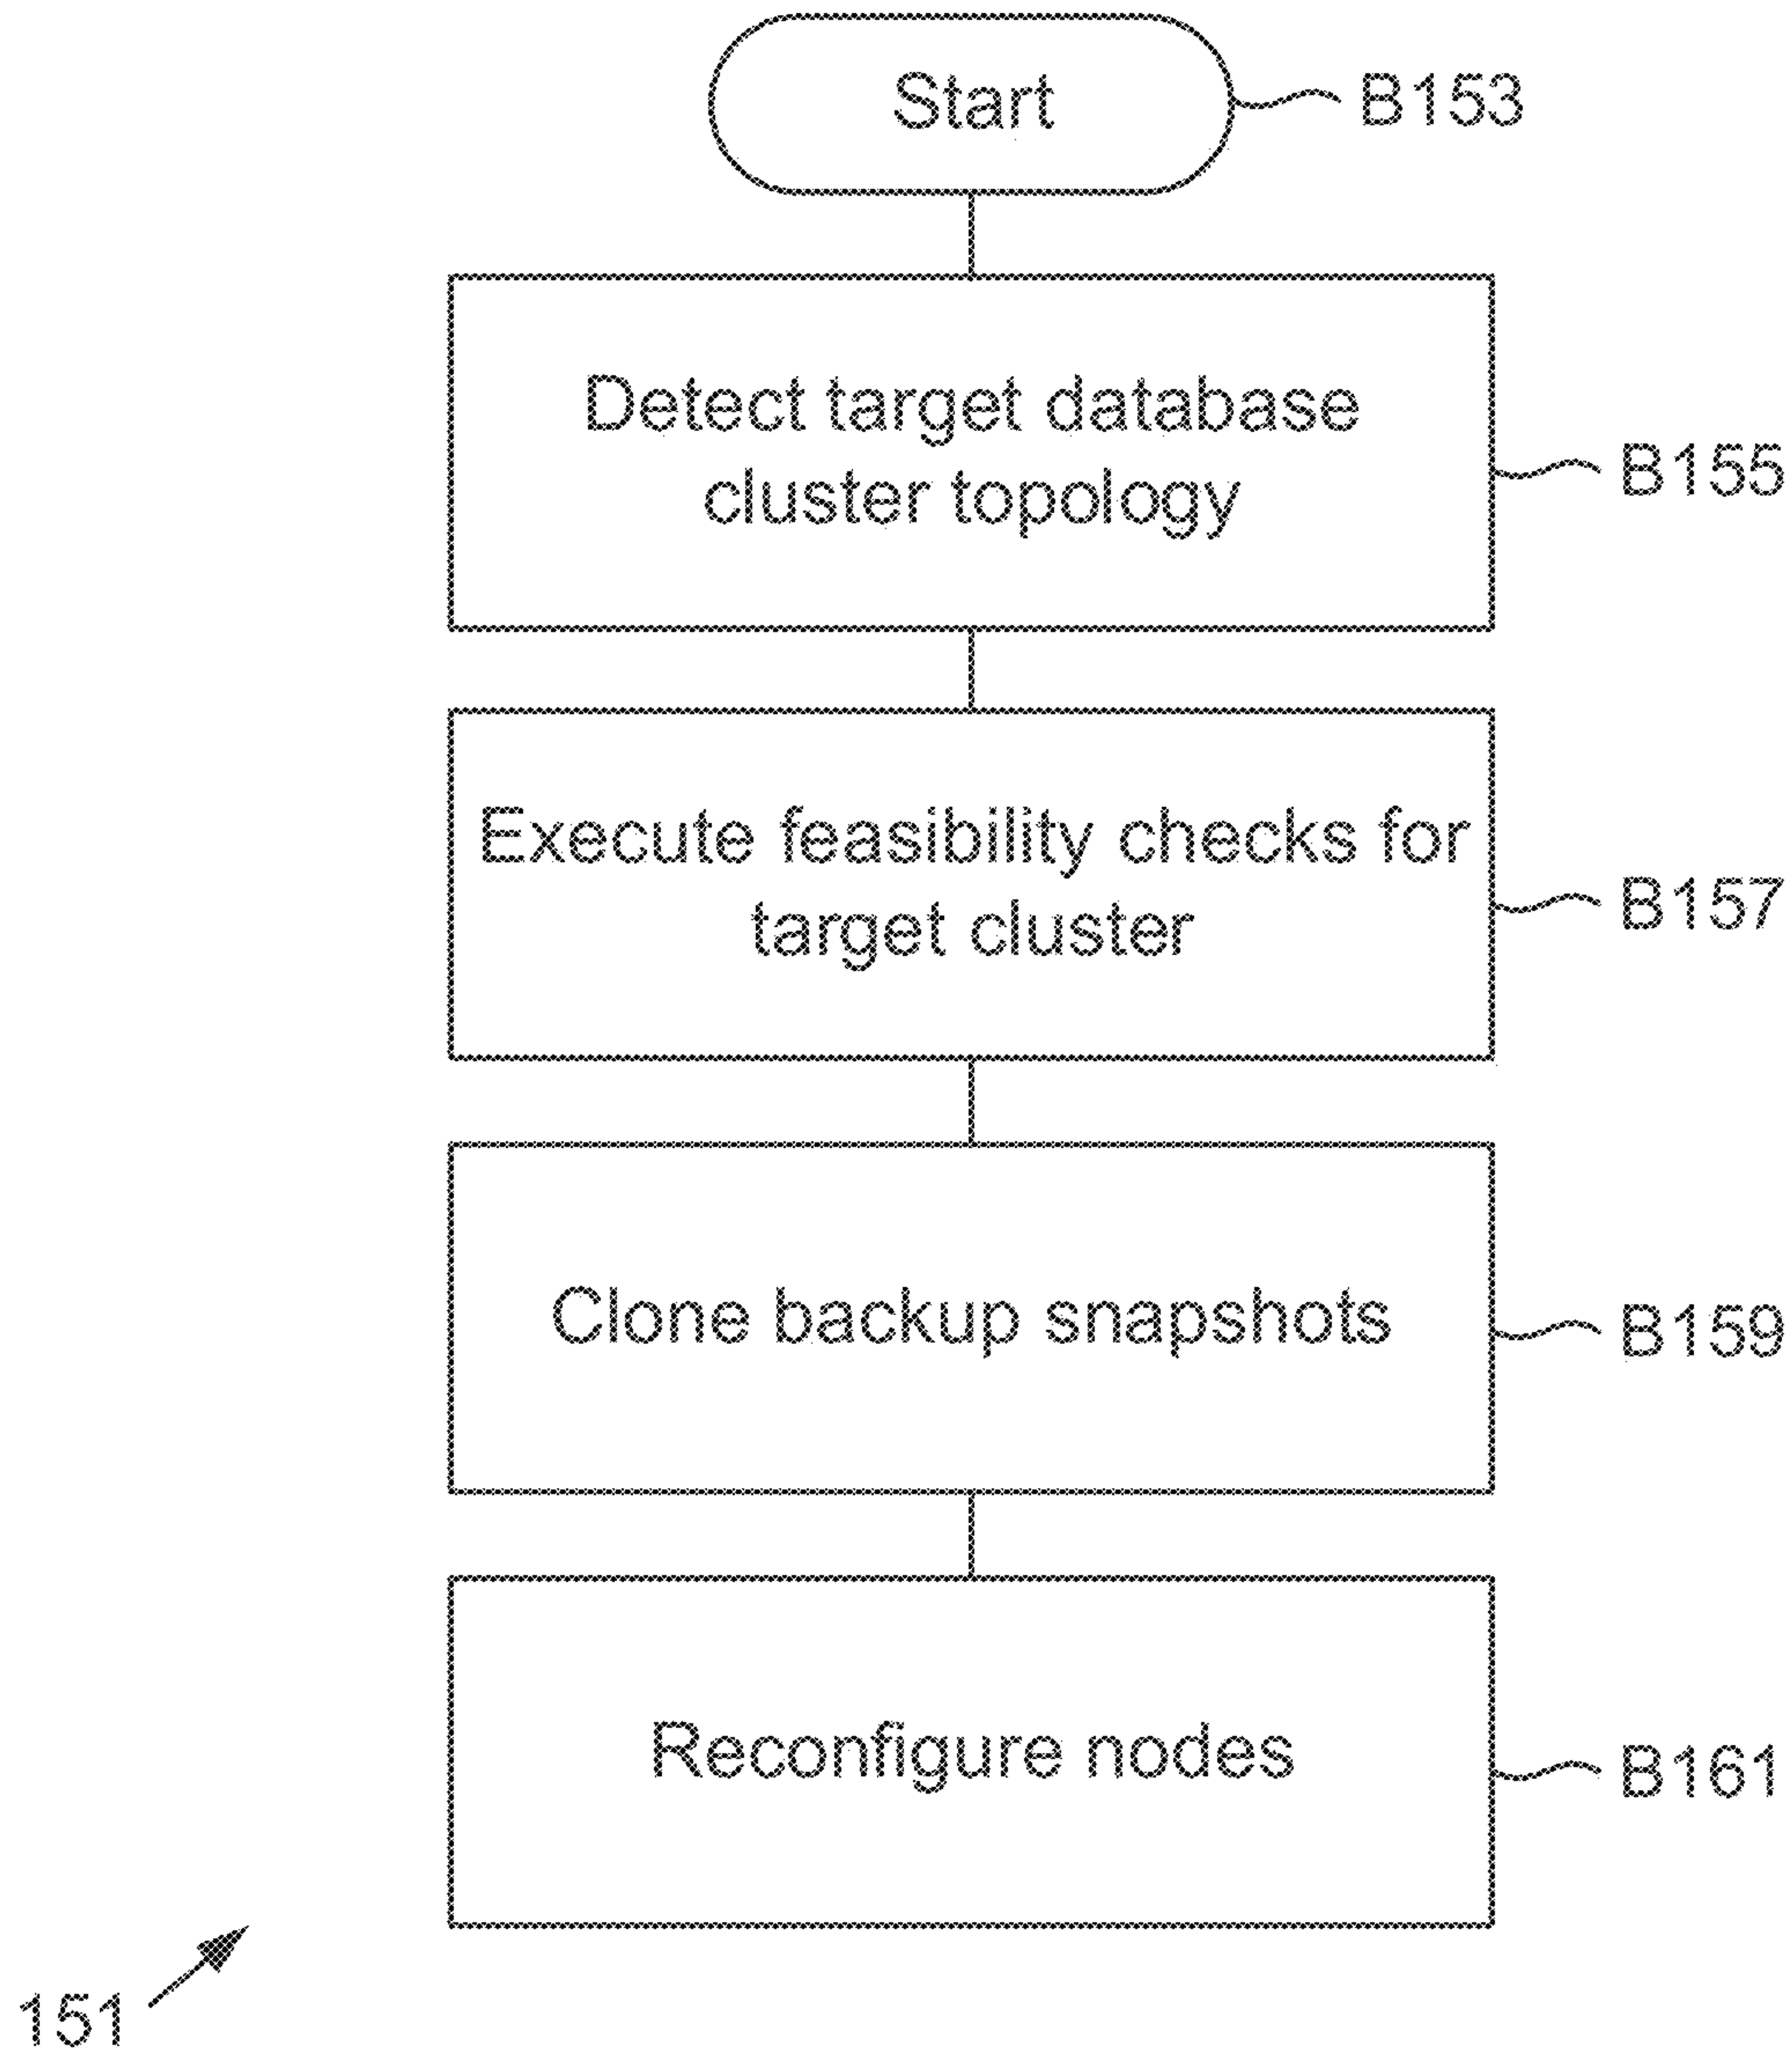 Start
B153
Detect target database
cluster topology
B155
Execute feasibility checks for
target cluster
B157
Clone backup snapshots
B159
Reconfigure nodes
B161
151